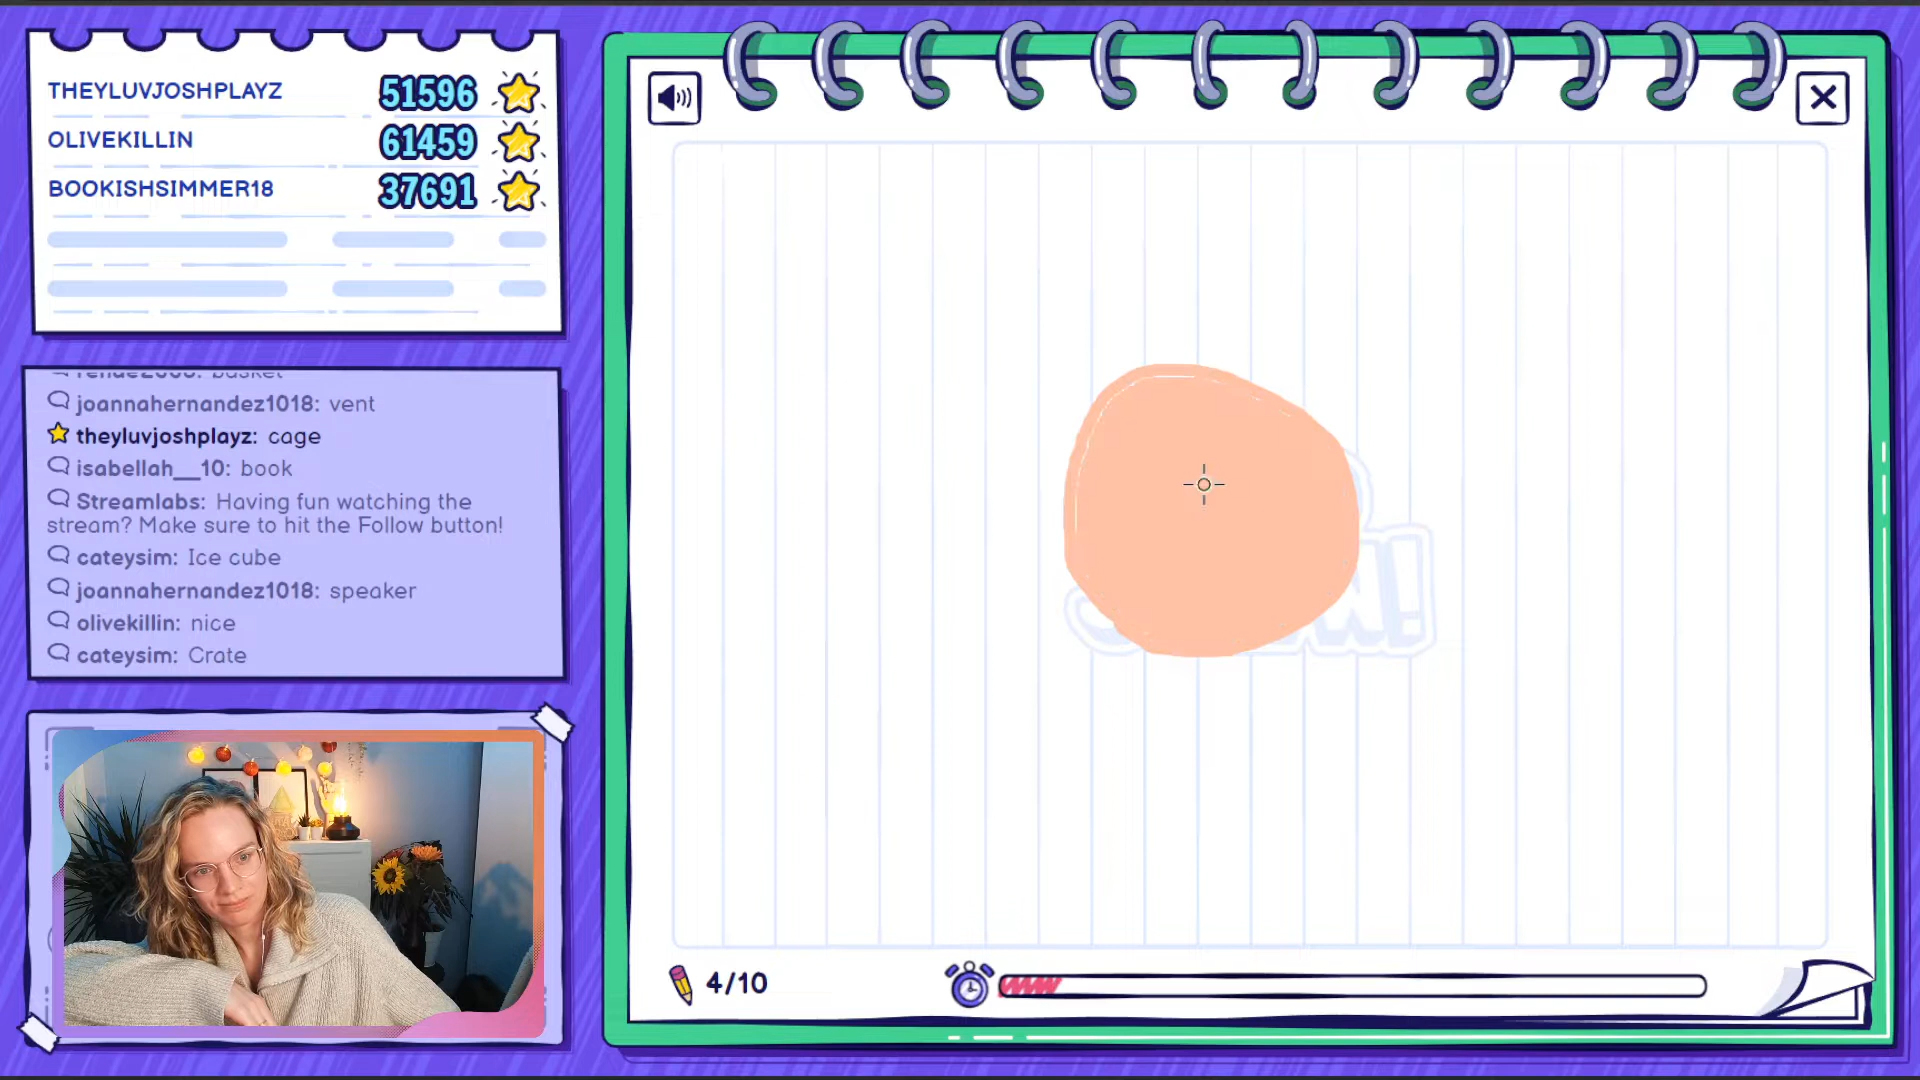 THEYLUVJOSHPLAYZ 51596
OLIVEKILLIN 61459
BOOKISHSIMMER18 37691
joannahernandez1018: vent
theyluvjoshplayz: cage
isabellah__10: book
Streamlabs: Having fun watching the
stream? Make sure to hit the Follow button!
cateysim: Ice cube
joannahernandez1018: speaker
olivekillin: nice
cateysim: Crate
4/10